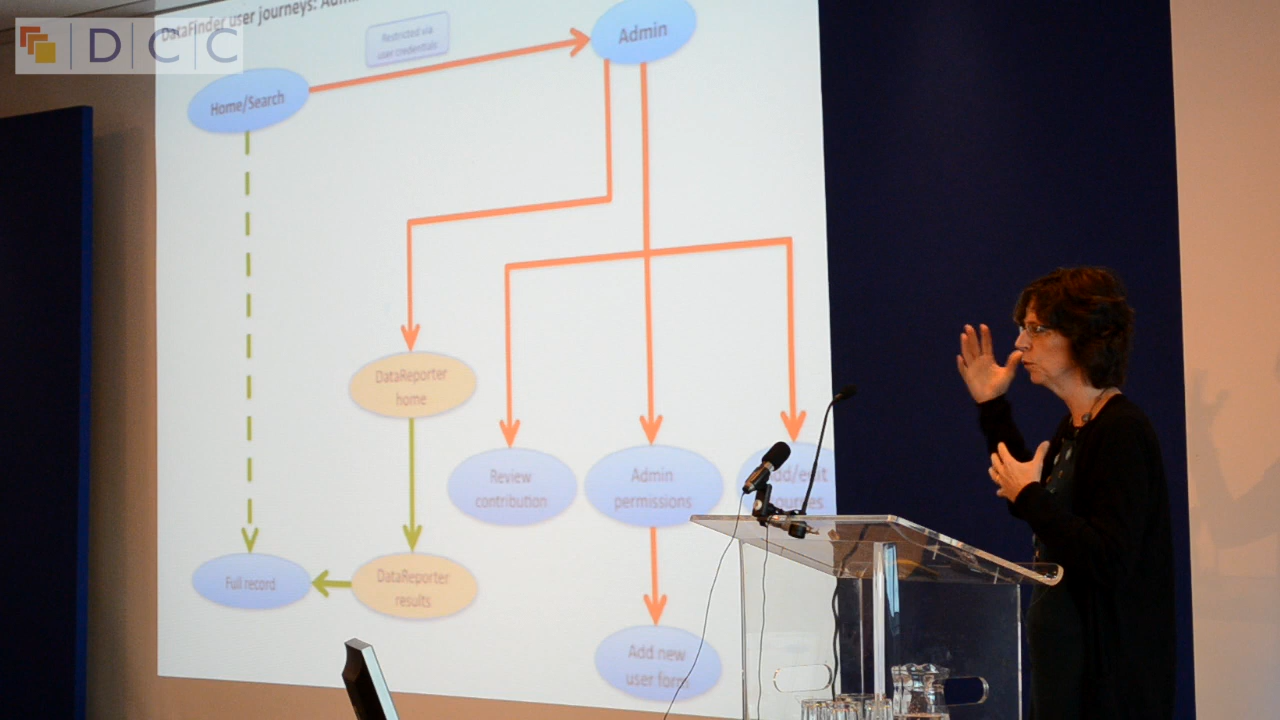 DataFinder user journeys: Admin
DCC
Restricted via
user credentials
Admin
Home/Search
DataReporter
home
Review
contribution
Admin
permissions
Add/edit
sources
Full record
DataReporter
results
Add new
user form